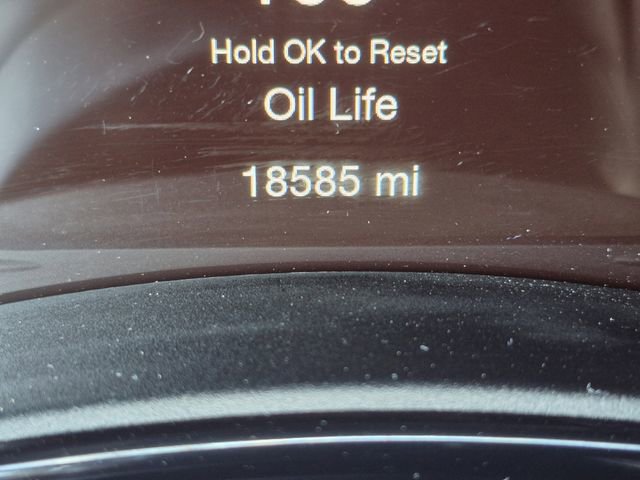 Hold OK to Reset
Oil Life
18585 mi